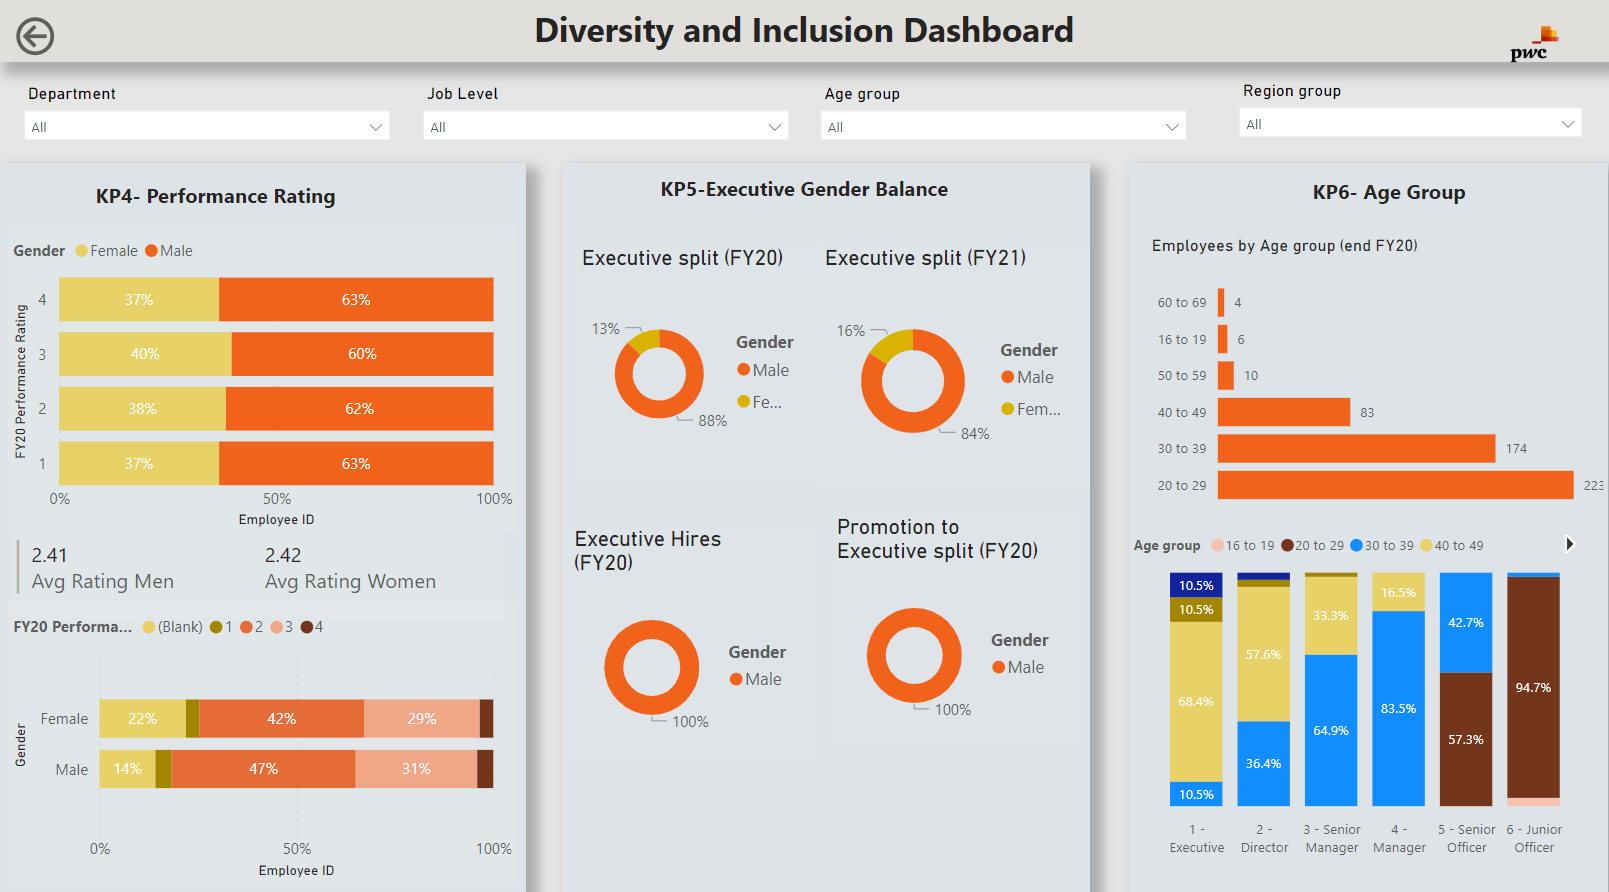 Diversity and Inclusion Dashboard
pwc
Department
All
Job Level
All
Age group
All
Region group
All
KP4- Performance Rating
Gender Female Male
FY20 Performance Rating
4 37% 63%
3 40% 60%
2 38% 62%
1 37% 63%
0% 50% 100%
Employee ID
2.41
Avg Rating Men
2.42
Avg Rating Women
FY20 Performa... (Blank) 1 2 3 4
Gender
Female 22% 42% 29%
Male 14% 47% 31%
0% 50% 100%
Employee ID
KP5-Executive Gender Balance
Executive split (FY20)
13%
88%
Gender
Male
Fe...
Executive split (FY21)
16%
84%
Gender
Male
Fem...
Executive Hires
(FY20)
100%
Gender
Male
Promotion to
Executive split (FY20)
100%
Gender
Male
KP6- Age Group
Employees by Age group (end FY20)
60 to 69 4
16 to 19 6
50 to 59 10
40 to 49 83
30 to 39 174
20 to 29 223
Age group 16 to 19 20 to 29 30 to 39 40 to 49
10.5%
10.5%
68.4%
10.5%
57.6%
36.4%
33.3%
64.9%
16.5%
83.5%
42.7%
57.3%
94.7%
1 -
Executive
2 -
Director
3 - Senior
Manager
4 -
Manager
5 - Senior
Officer
6 - Junior
Officer